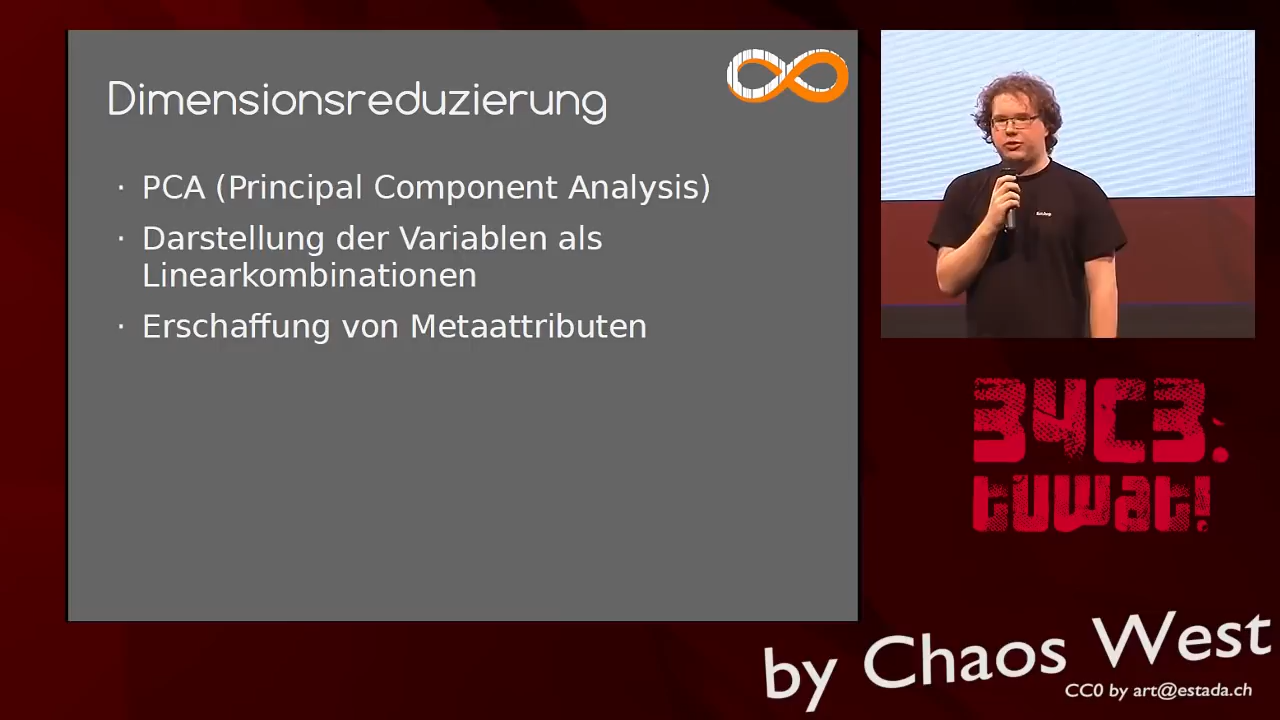 Dimensionsreduzierung
· PCA (Principal Component Analysis)
· Darstellung der Variablen als
Linearkombinationen
· Erschaffung von Metaattributen
34C3:
tuwat!
by Chaos West
CC0 by art@estada.ch